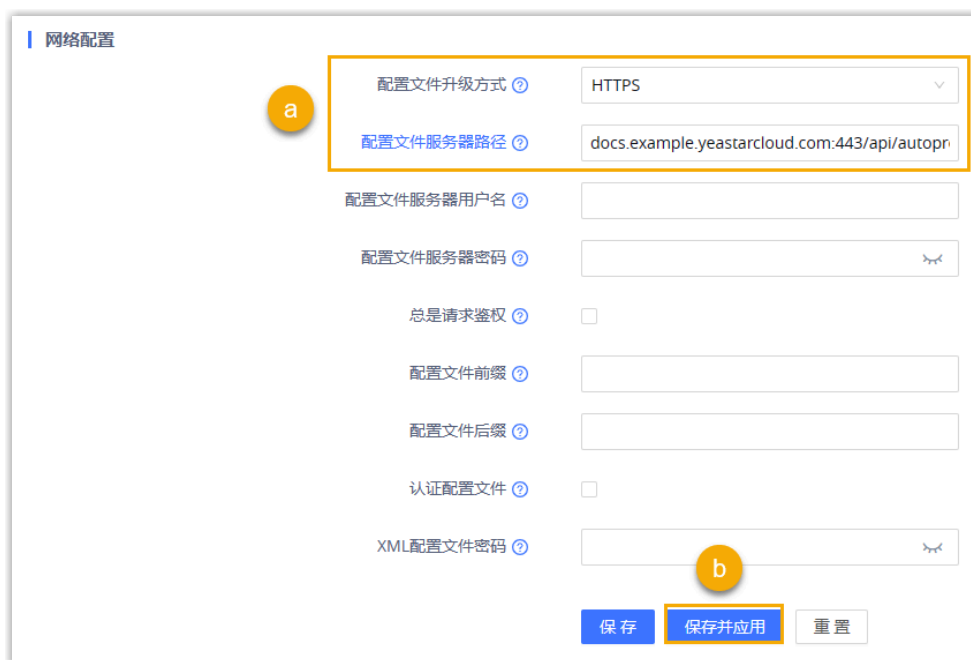 网络配置
a
配置文件升级方式 ?
HTTPS
配置文件服务器路径 ?
docs.example.yeastarcloud.com:443/api/autopr
配置文件服务器用户名 ?
配置文件服务器密码 ?
总是请求鉴权 ?
配置文件前缀 ?
配置文件后缀 ?
认证配置文件 ?
XML配置文件密码 ?
b
保存 保存并应用 重置